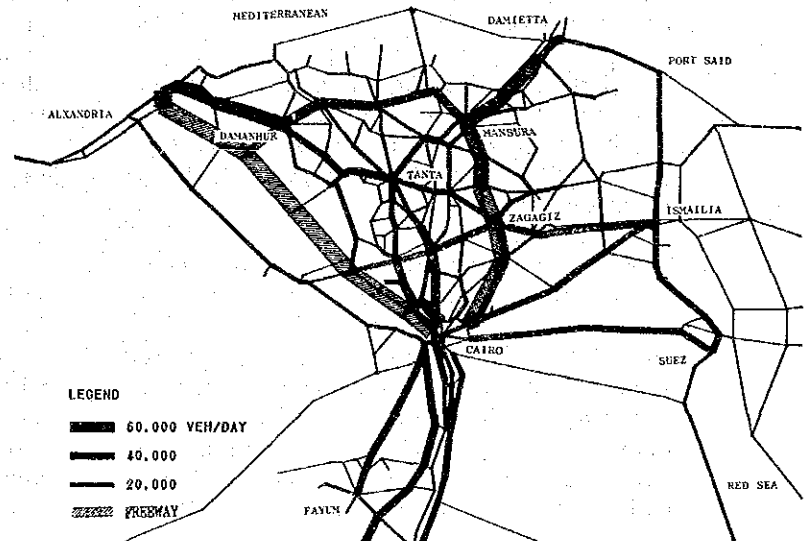 MEDITERRANEAN
DAMIETTA
PORT SAID
ALXANDRIA
DAMANHUR
MANSURA
TANTA
ZAGAGIZ
ISMAILIA
CAIRO
SUEZ
LEGEND
60.000 VEH/DAY
40.000
20.000
FREEWAY
FAYUM
RED SEA